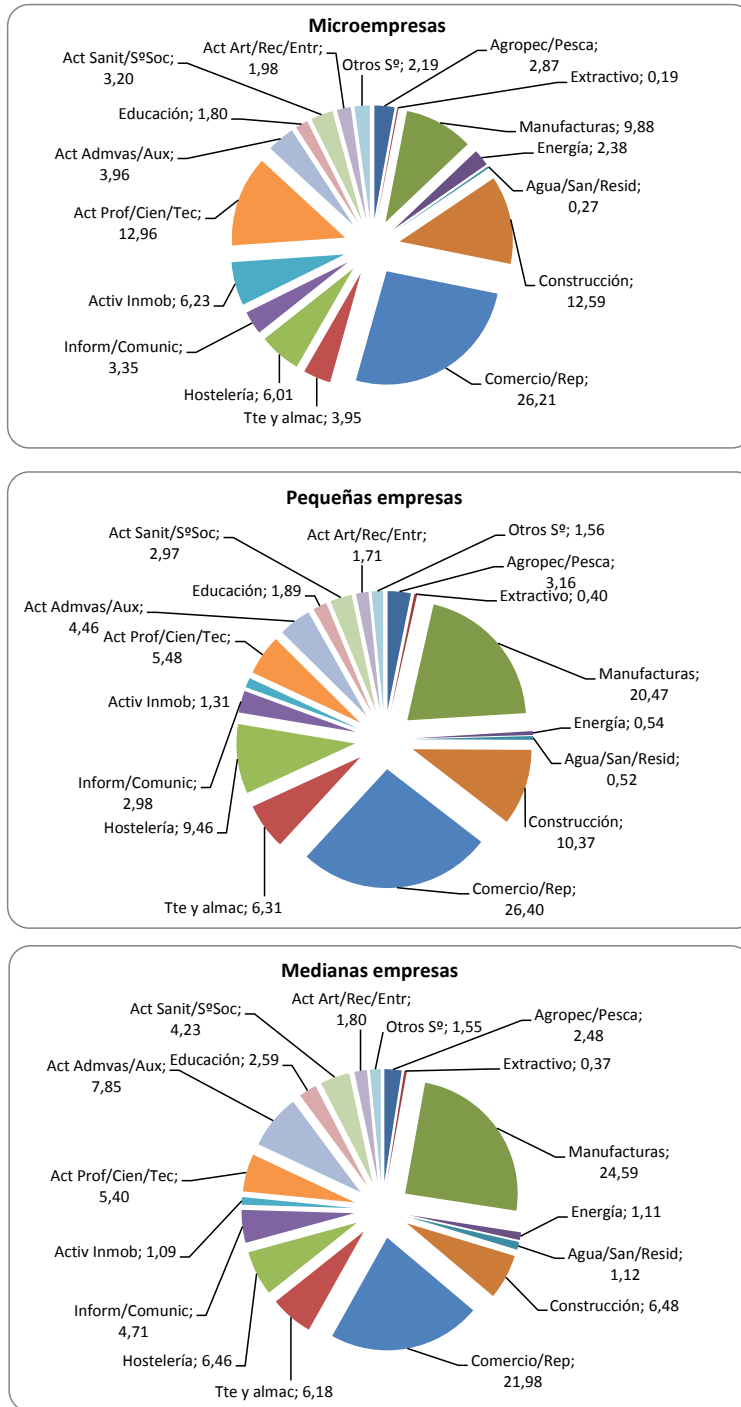 Microempresas
Act Art/Rec/Entr;
1,98
Otros Sº; 2,19
Agropec/Pesca;
2,87
Act Sanit/SºSoc;
3,20
Extractivo; 0,19
Educación; 1,80
Manufacturas; 9,88
Act Admvas/Aux;
3,96
Energía; 2,38
Agua/San/Resid;
0,27
Act Prof/Cien/Tec;
12,96
Construcción;
12,59
Activ Inmob; 6,23
Inform/Comunic;
3,35
Comercio/Rep;
26,21
Hostelería; 6,01
Tte y almac; 3,95
Pequeñas empresas
Act Sanit/SºSoc;
2,97
Act Art/Rec/Entr;
1,71
Otros Sº; 1,56
Agropec/Pesca;
3,16
Educación; 1,89
Extractivo; 0,40
Act Admvas/Aux;
4,46
Act Prof/Cien/Tec;
5,48
Manufacturas;
20,47
Activ Inmob; 1,31
Energía; 0,54
Agua/San/Resid;
0,52
Inform/Comunic;
2,98
Hostelería; 9,46
Construcción;
10,37
Comercio/Rep;
26,40
Tte y almac; 6,31
Medianas empresas
Act Art/Rec/Entr;
1,80
Act Sanit/SºSoc;
4,23
Otros Sº; 1,55
Agropec/Pesca;
2,48
Educación; 2,59
Extractivo; 0,37
Act Admvas/Aux;
7,85
Manufacturas;
24,59
Act Prof/Cien/Tec;
5,40
Energía; 1,11
Activ Inmob; 1,09
Agua/San/Resid;
1,12
Inform/Comunic;
4,71
Construcción; 6,48
Hostelería; 6,46
Comercio/Rep;
21,98
Tte y almac; 6,18